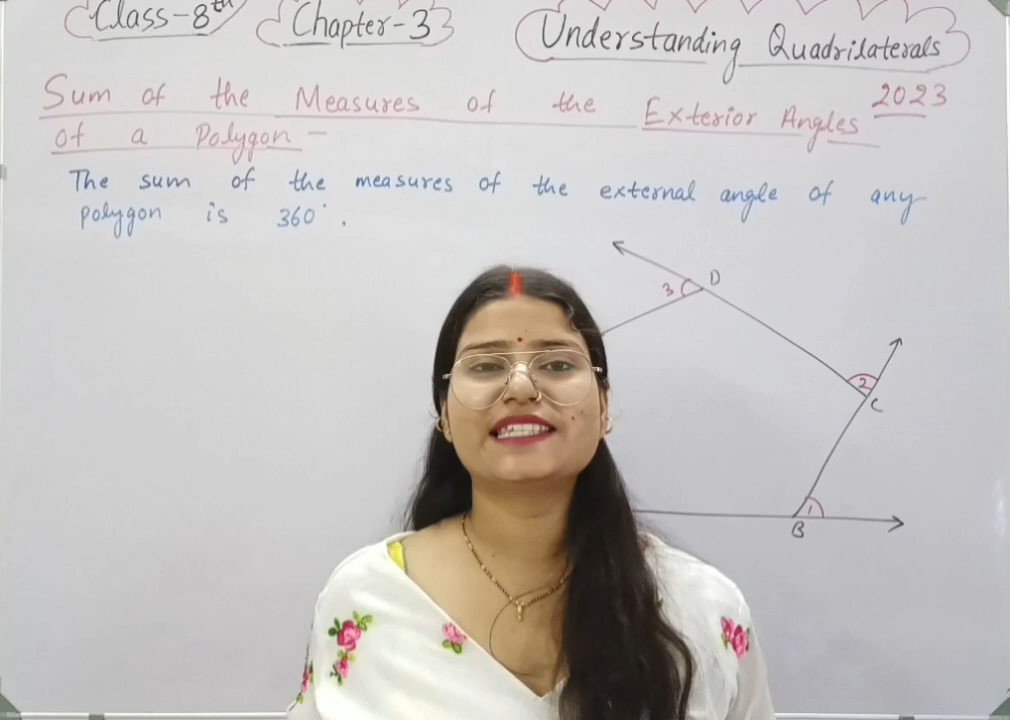 Class-8th Chapter-3 Understanding Quadrilaterals
Sum of the Measures of the Exterior Angles 2023
of a Polygon -
The sum of the measures of the external angle of any
polygon is 360°.
D
3
2
C
1
B